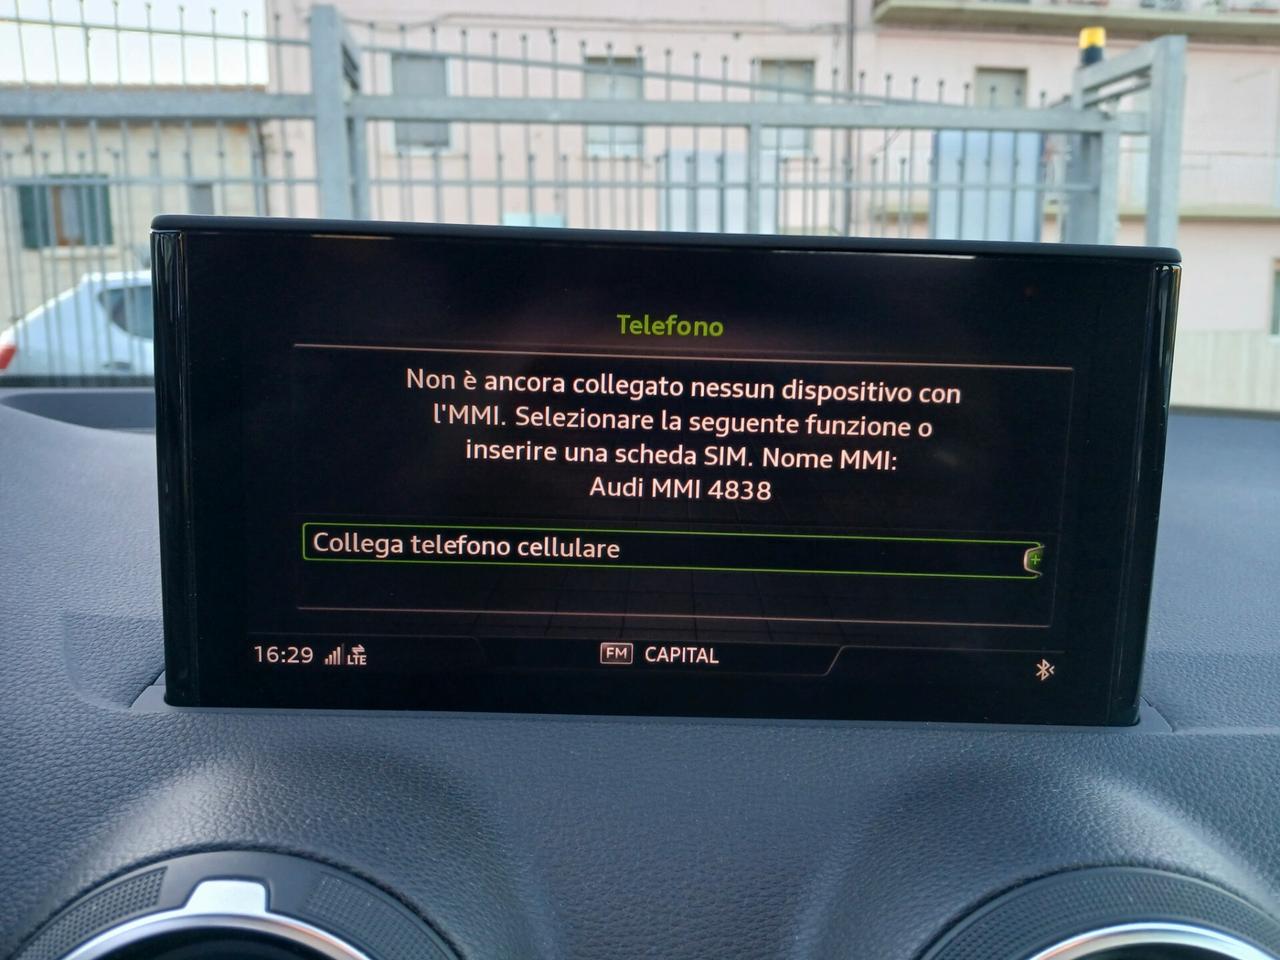 Telefono
Non è ancora collegato nessun dispositivo con
l'MMI. Selezionare la seguente funzione o
inserire una scheda SIM. Nome MMI:
Audi MMI 4838
Collega telefono cellulare
16:29 LTE FM CAPITAL